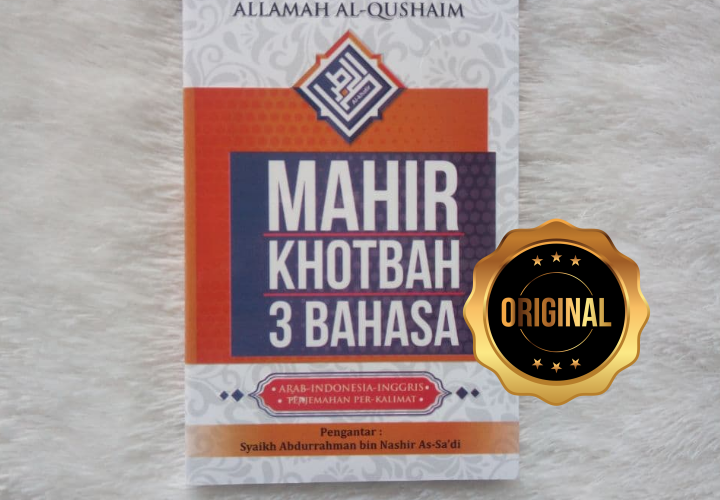 ALLAMAH AL-QUSHAIM
MAHIR
KHOTBAH
3 BAHASA
ORIGINAL
• ARAB-INDONESIA-INGGRIS •
• TERJEMAHAN PER-KALIMAT •
Pengantar :
Syaikh Abdurrahman bin Nashir As-Sa'di